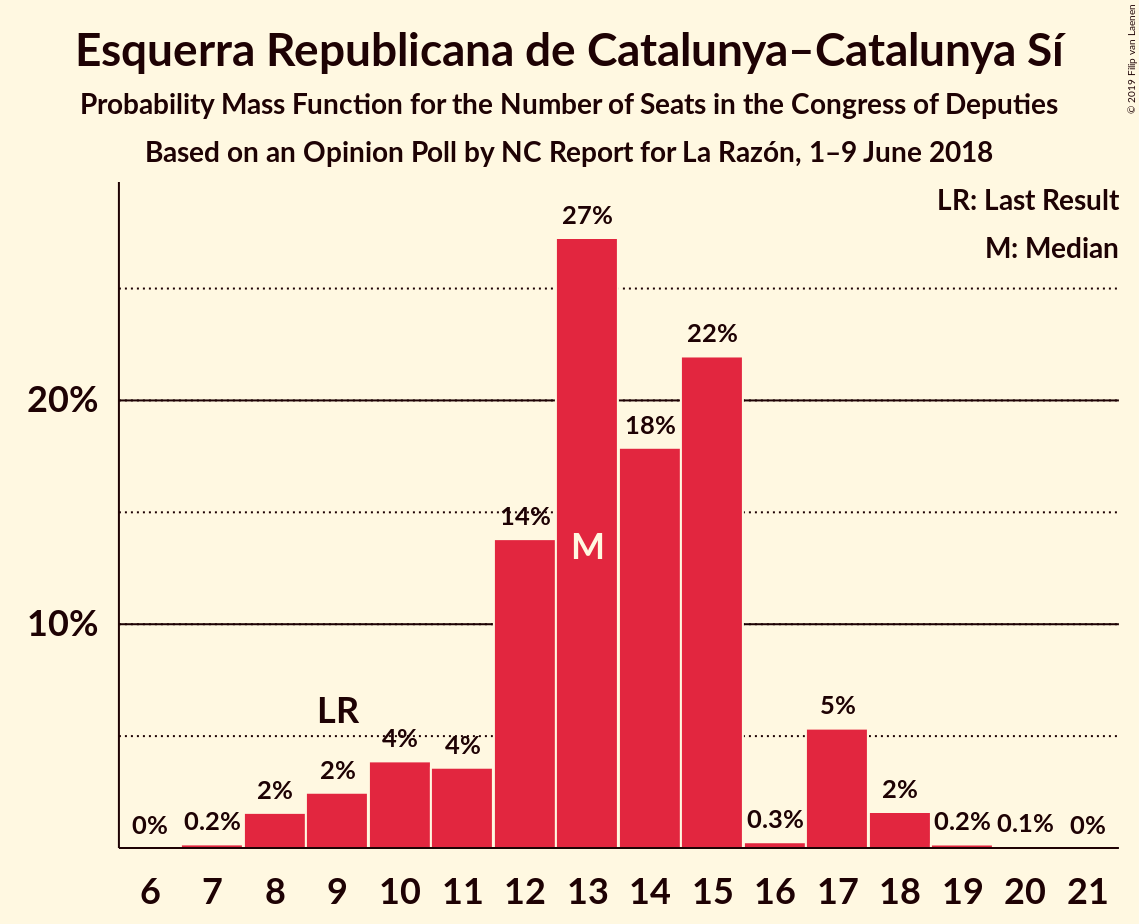 Esquerra Republicana de Catalunya–Catalunya Sí
Probability Mass Function for the Number of Seats in the Congress of Deputies
Based on an Opinion Poll by NC Report for La Razón, 1–9 June 2018
© 2019 Filip van Laenen
LR: Last Result
M: Median
20%
10%
0%
0.2%
2%
2%
LR
4%
4%
14%
27%
M
18%
22%
0.3%
5%
2%
0.2%
0.1%
0%
6 7 8 9 10 11 12 13 14 15 16 17 18 19 20 21